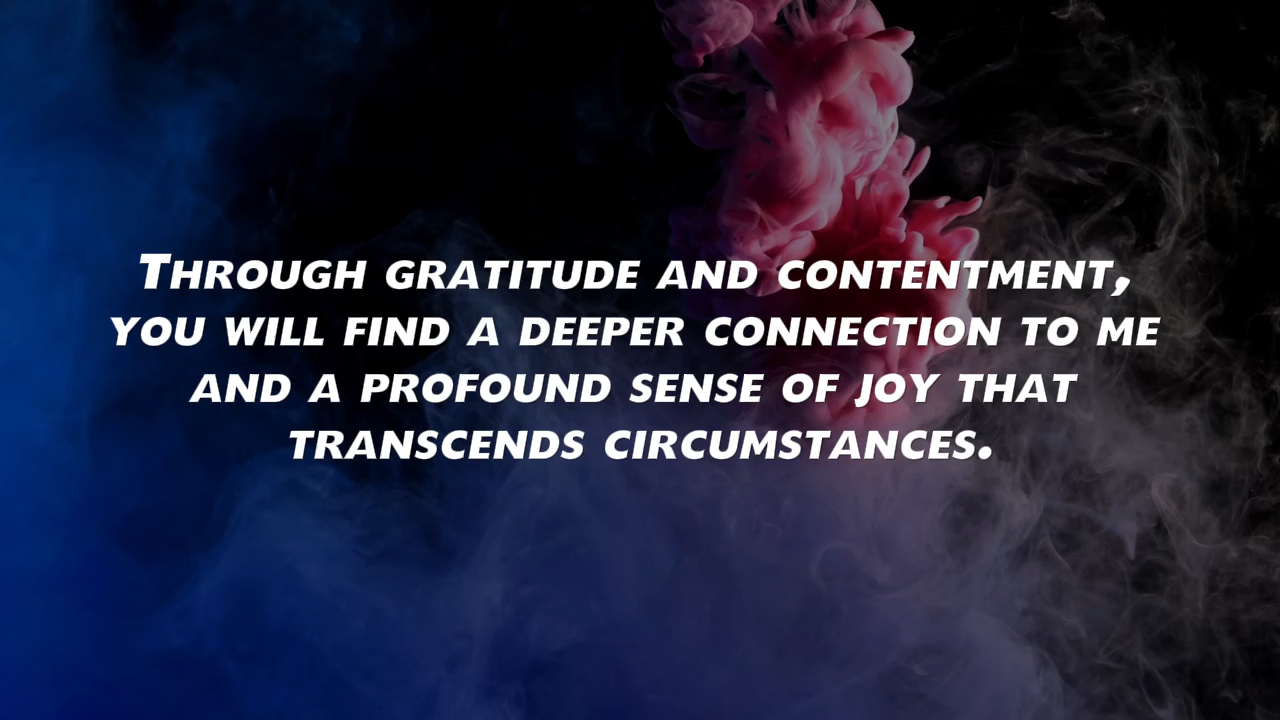 Through gratitude and contentment,
you will find a deeper connection to me
and a profound sense of joy that
transcends circumstances.